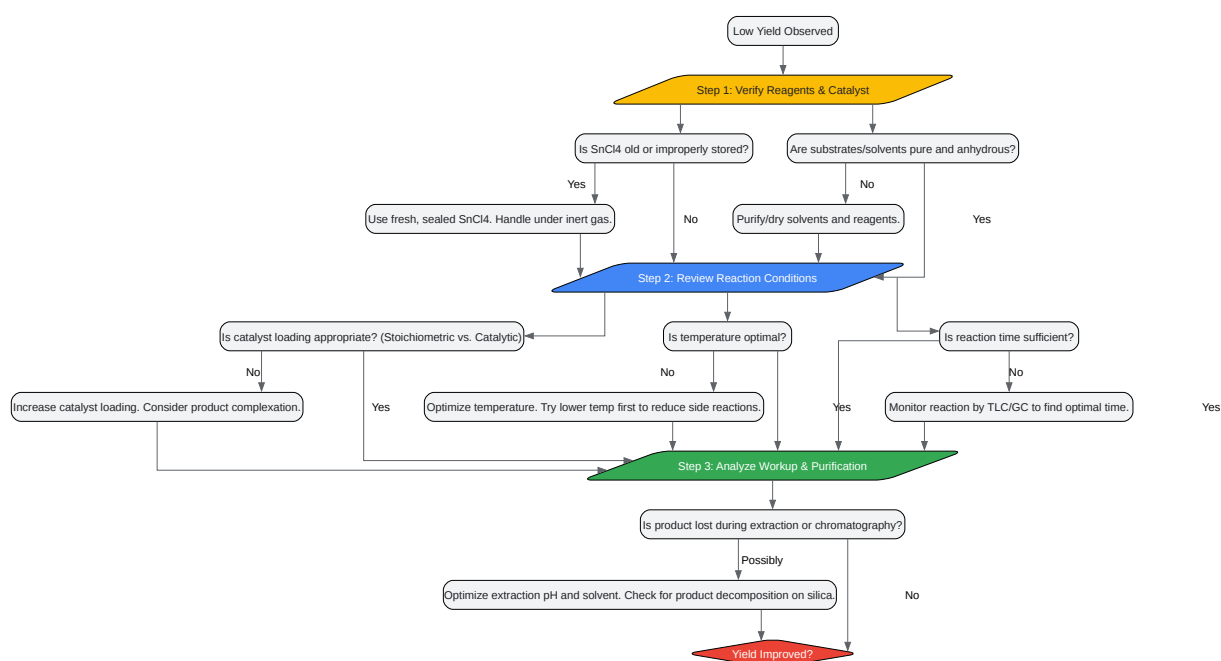 Low Yield Observed
Step 1: Verify Reagents & Catalyst
Is SnCl4 old or improperly stored?
Are substrates/solvents pure and anhydrous?
Yes
No
Use fresh, sealed SnCl4. Handle under inert gas.
No
Purify/dry solvents and reagents.
Yes
Step 2: Review Reaction Conditions
Is catalyst loading appropriate? (Stoichiometric vs. Catalytic)
Is temperature optimal?
Is reaction time sufficient?
No
No
No
Increase catalyst loading. Consider product complexation.
Yes
Optimize temperature. Try lower temp first to reduce side reactions.
Yes
Monitor reaction by TLC/GC to find optimal time.
Yes
Step 3: Analyze Workup & Purification
Is product lost during extraction or chromatography?
Possibly
Optimize extraction pH and solvent. Check for product decomposition on silica.
No
Yield Improved?